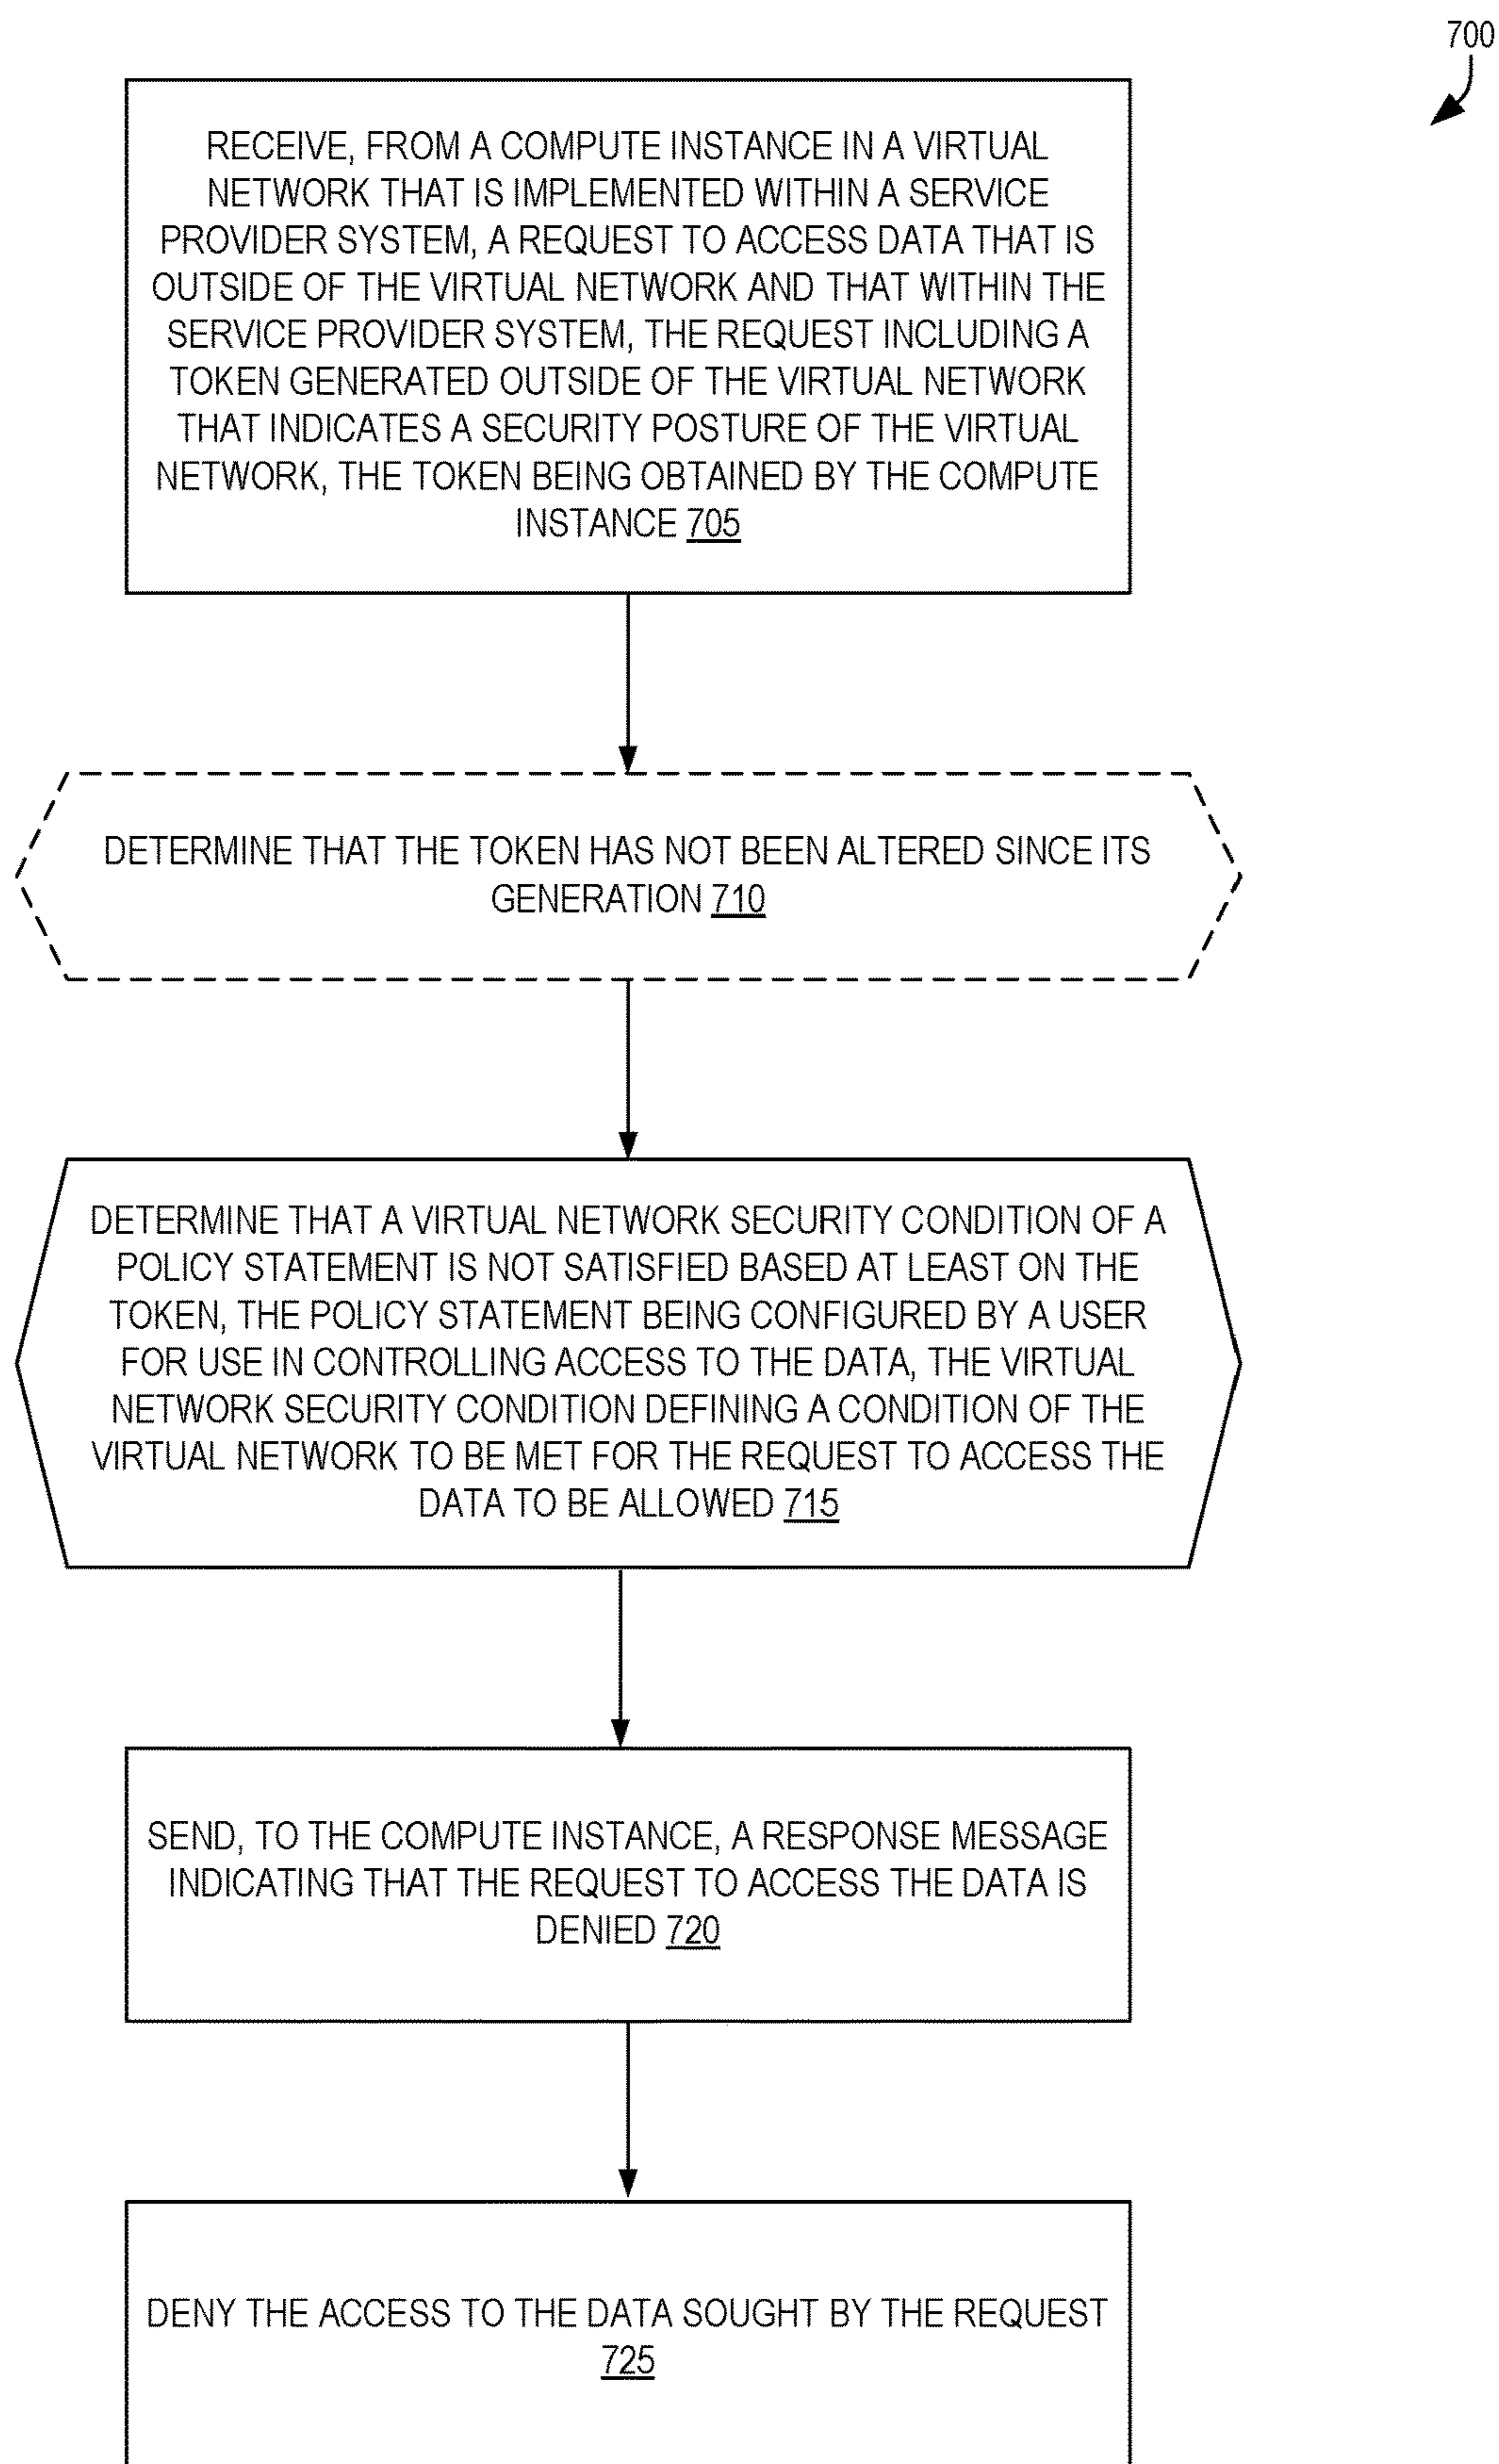 700
RECEIVE, FROM A COMPUTE INSTANCE IN A VIRTUAL
NETWORK THAT IS IMPLEMENTED WITHIN A SERVICE
PROVIDER SYSTEM, A REQUEST TO ACCESS DATA THAT IS
OUTSIDE OF THE VIRTUAL NETWORK AND THAT WITHIN THE
SERVICE PROVIDER SYSTEM, THE REQUEST INCLUDING A
TOKEN GENERATED OUTSIDE OF THE VIRTUAL NETWORK
THAT INDICATES A SECURITY POSTURE OF THE VIRTUAL
NETWORK, THE TOKEN BEING OBTAINED BY THE COMPUTE
INSTANCE 705
DETERMINE THAT THE TOKEN HAS NOT BEEN ALTERED SINCE ITS
GENERATION 710
DETERMINE THAT A VIRTUAL NETWORK SECURITY CONDITION OF A
POLICY STATEMENT IS NOT SATISFIED BASED AT LEAST ON THE
TOKEN, THE POLICY STATEMENT BEING CONFIGURED BY A USER
FOR USE IN CONTROLLING ACCESS TO THE DATA, THE VIRTUAL
NETWORK SECURITY CONDITION DEFINING A CONDITION OF THE
VIRTUAL NETWORK TO BE MET FOR THE REQUEST TO ACCESS THE
DATA TO BE ALLOWED 715
SEND, TO THE COMPUTE INSTANCE, A RESPONSE MESSAGE
INDICATING THAT THE REQUEST TO ACCESS THE DATA IS
DENIED 720
DENY THE ACCESS TO THE DATA SOUGHT BY THE REQUEST
725